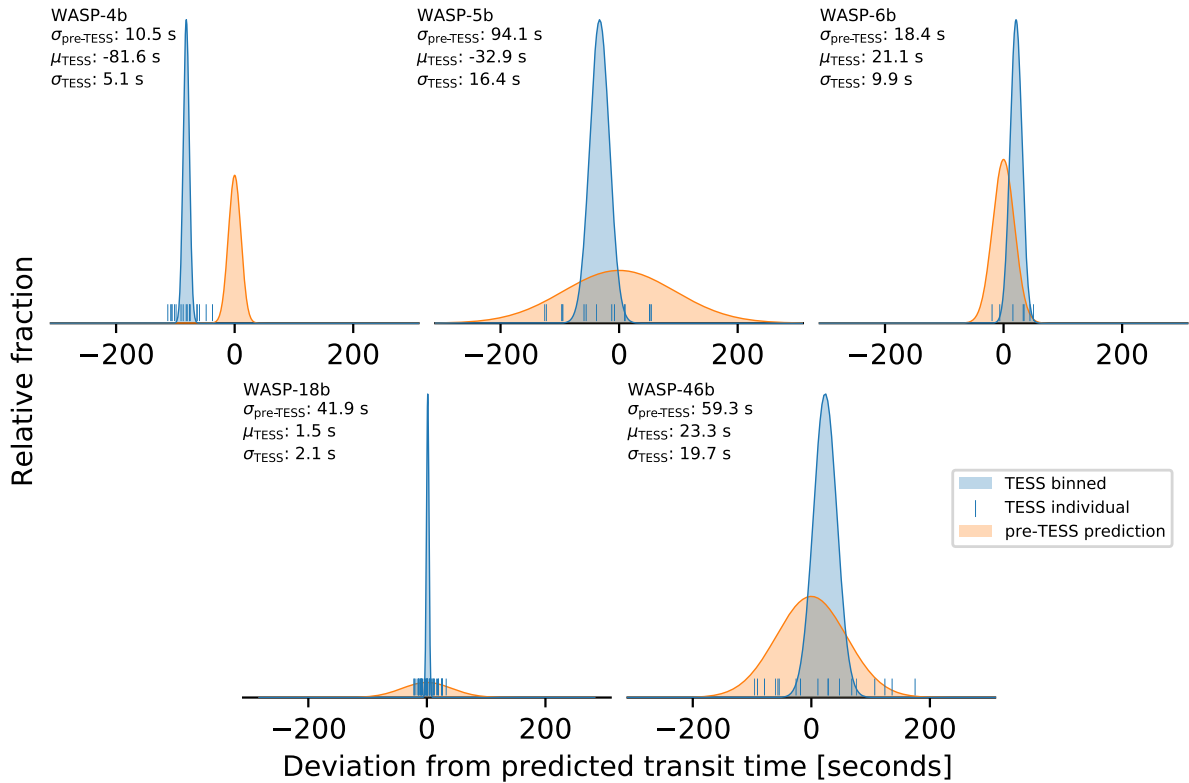 WASP-4b
σpre-TESS: 10.5 s
μTESS: -81.6 s
σTESS: 5.1 s
WASP-5b
σpre-TESS: 94.1 s
μTESS: -32.9 s
σTESS: 16.4 s
WASP-6b
σpre-TESS: 18.4 s
μTESS: 21.1 s
σTESS: 9.9 s
−200 0 200
−200 0 200
−200 0 200
Relative fraction
WASP-18b
σpre-TESS: 41.9 s
μTESS: 1.5 s
σTESS: 2.1 s
WASP-46b
σpre-TESS: 59.3 s
μTESS: 23.3 s
σTESS: 19.7 s
TESS binned
TESS individual
pre-TESS prediction
−200 0 200
−200 0 200
Deviation from predicted transit time [seconds]